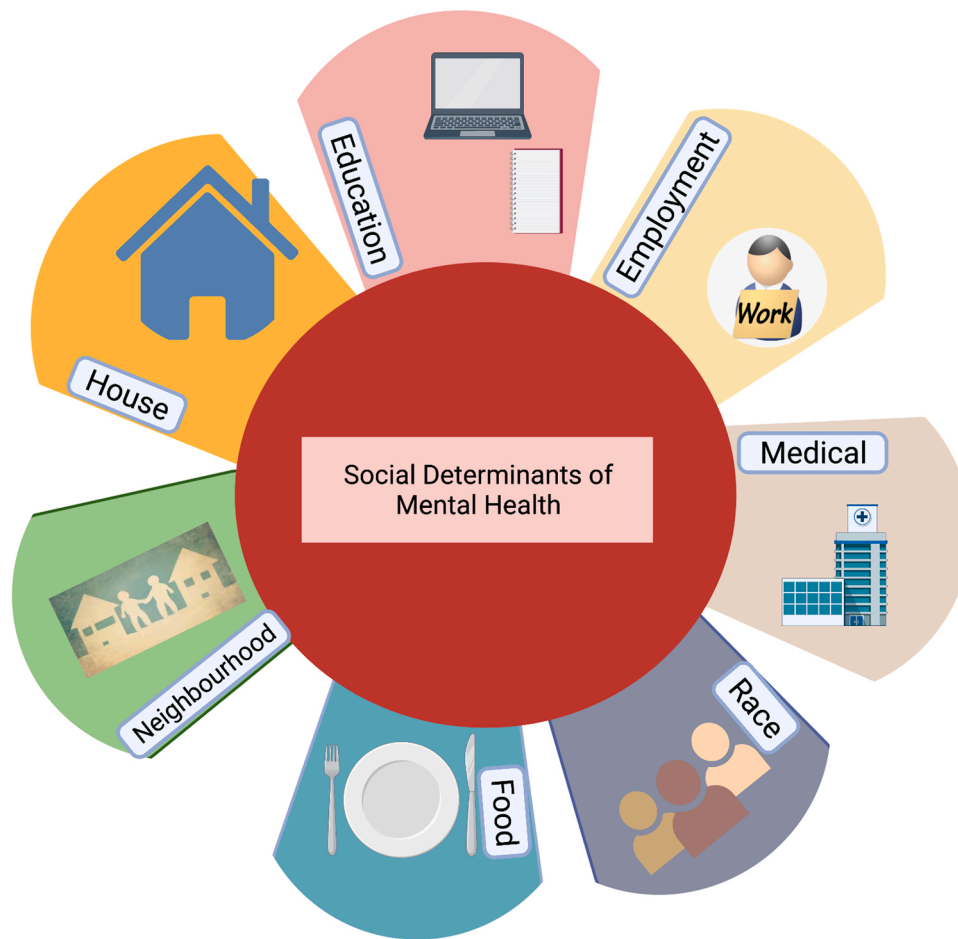 Education
Employment
Work
House
Medical
Social Determinants of
Mental Health
Neighbourhood
Race
Food